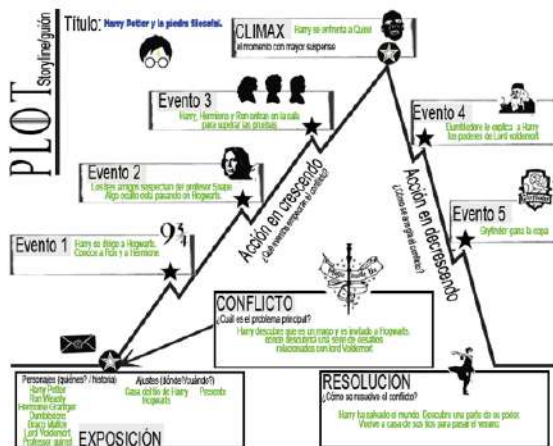 PLOT
Storyline/guión
Título: Harry Potter y la piedra filosofal.
CLIMAX
Harry se enfrenta a Quirrel
el momento con mayor suspense
Evento 3
Harry, Hermione y Ron entran en la sala
para superar las pruebas
Evento 4
Dumbledore le explica a Harry
los poderes de Lord Voldemort
Evento 2
Los tres amigos sospechan del profesor Snape
Algo oculto está pasando en Hogwarts.
Evento 5
Gryffindor gana la copa
Evento 1
Harry se dirige a Hogwarts.
Conoce a Ron y a Hermione
9¾
Acción en crescendo
¿Qué eventos empiezan el conflicto?
Acción en decrescendo
¿Cómo se arregla el conflicto?
CONFLICTO
¿Cuál es el problema principal?
Harry descubre que es un mago y es invitado a Hogwarts.
donde descubrirá una serie de desafíos
relacionados con lord Voldemort
Personajes (quiénes? / historia)
Harry Potter
Ron Weasly
Hermione Granger
Dumbledore
Draco Malfoy
Lord Voldemort
Professor
Ajustes (dónde?/cuándo?)
Casa del tío de Harry
Hogwarts
Presente
EXPOSICIÓN
RESOLUCIÓN
¿Cómo se resuelve el conflicto?
Harry ha salvado el mundo. Descubre una parte de su poder.
Vuelve a casa de sus tíos para pasar el verano